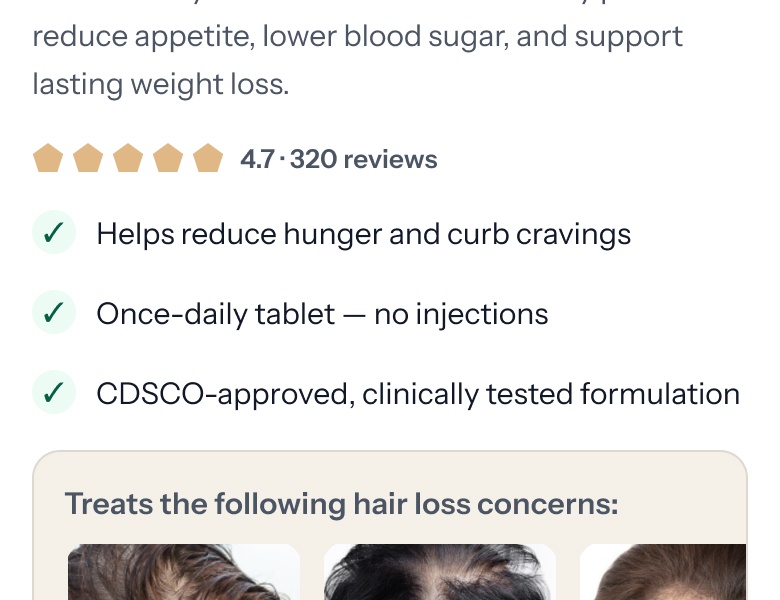 reduce appetite, lower blood sugar, and support
lasting weight loss.
4.7 · 320 reviews
✓ Helps reduce hunger and curb cravings
✓ Once-daily tablet — no injections
✓ CDSCO-approved, clinically tested formulation
Treats the following hair loss concerns: